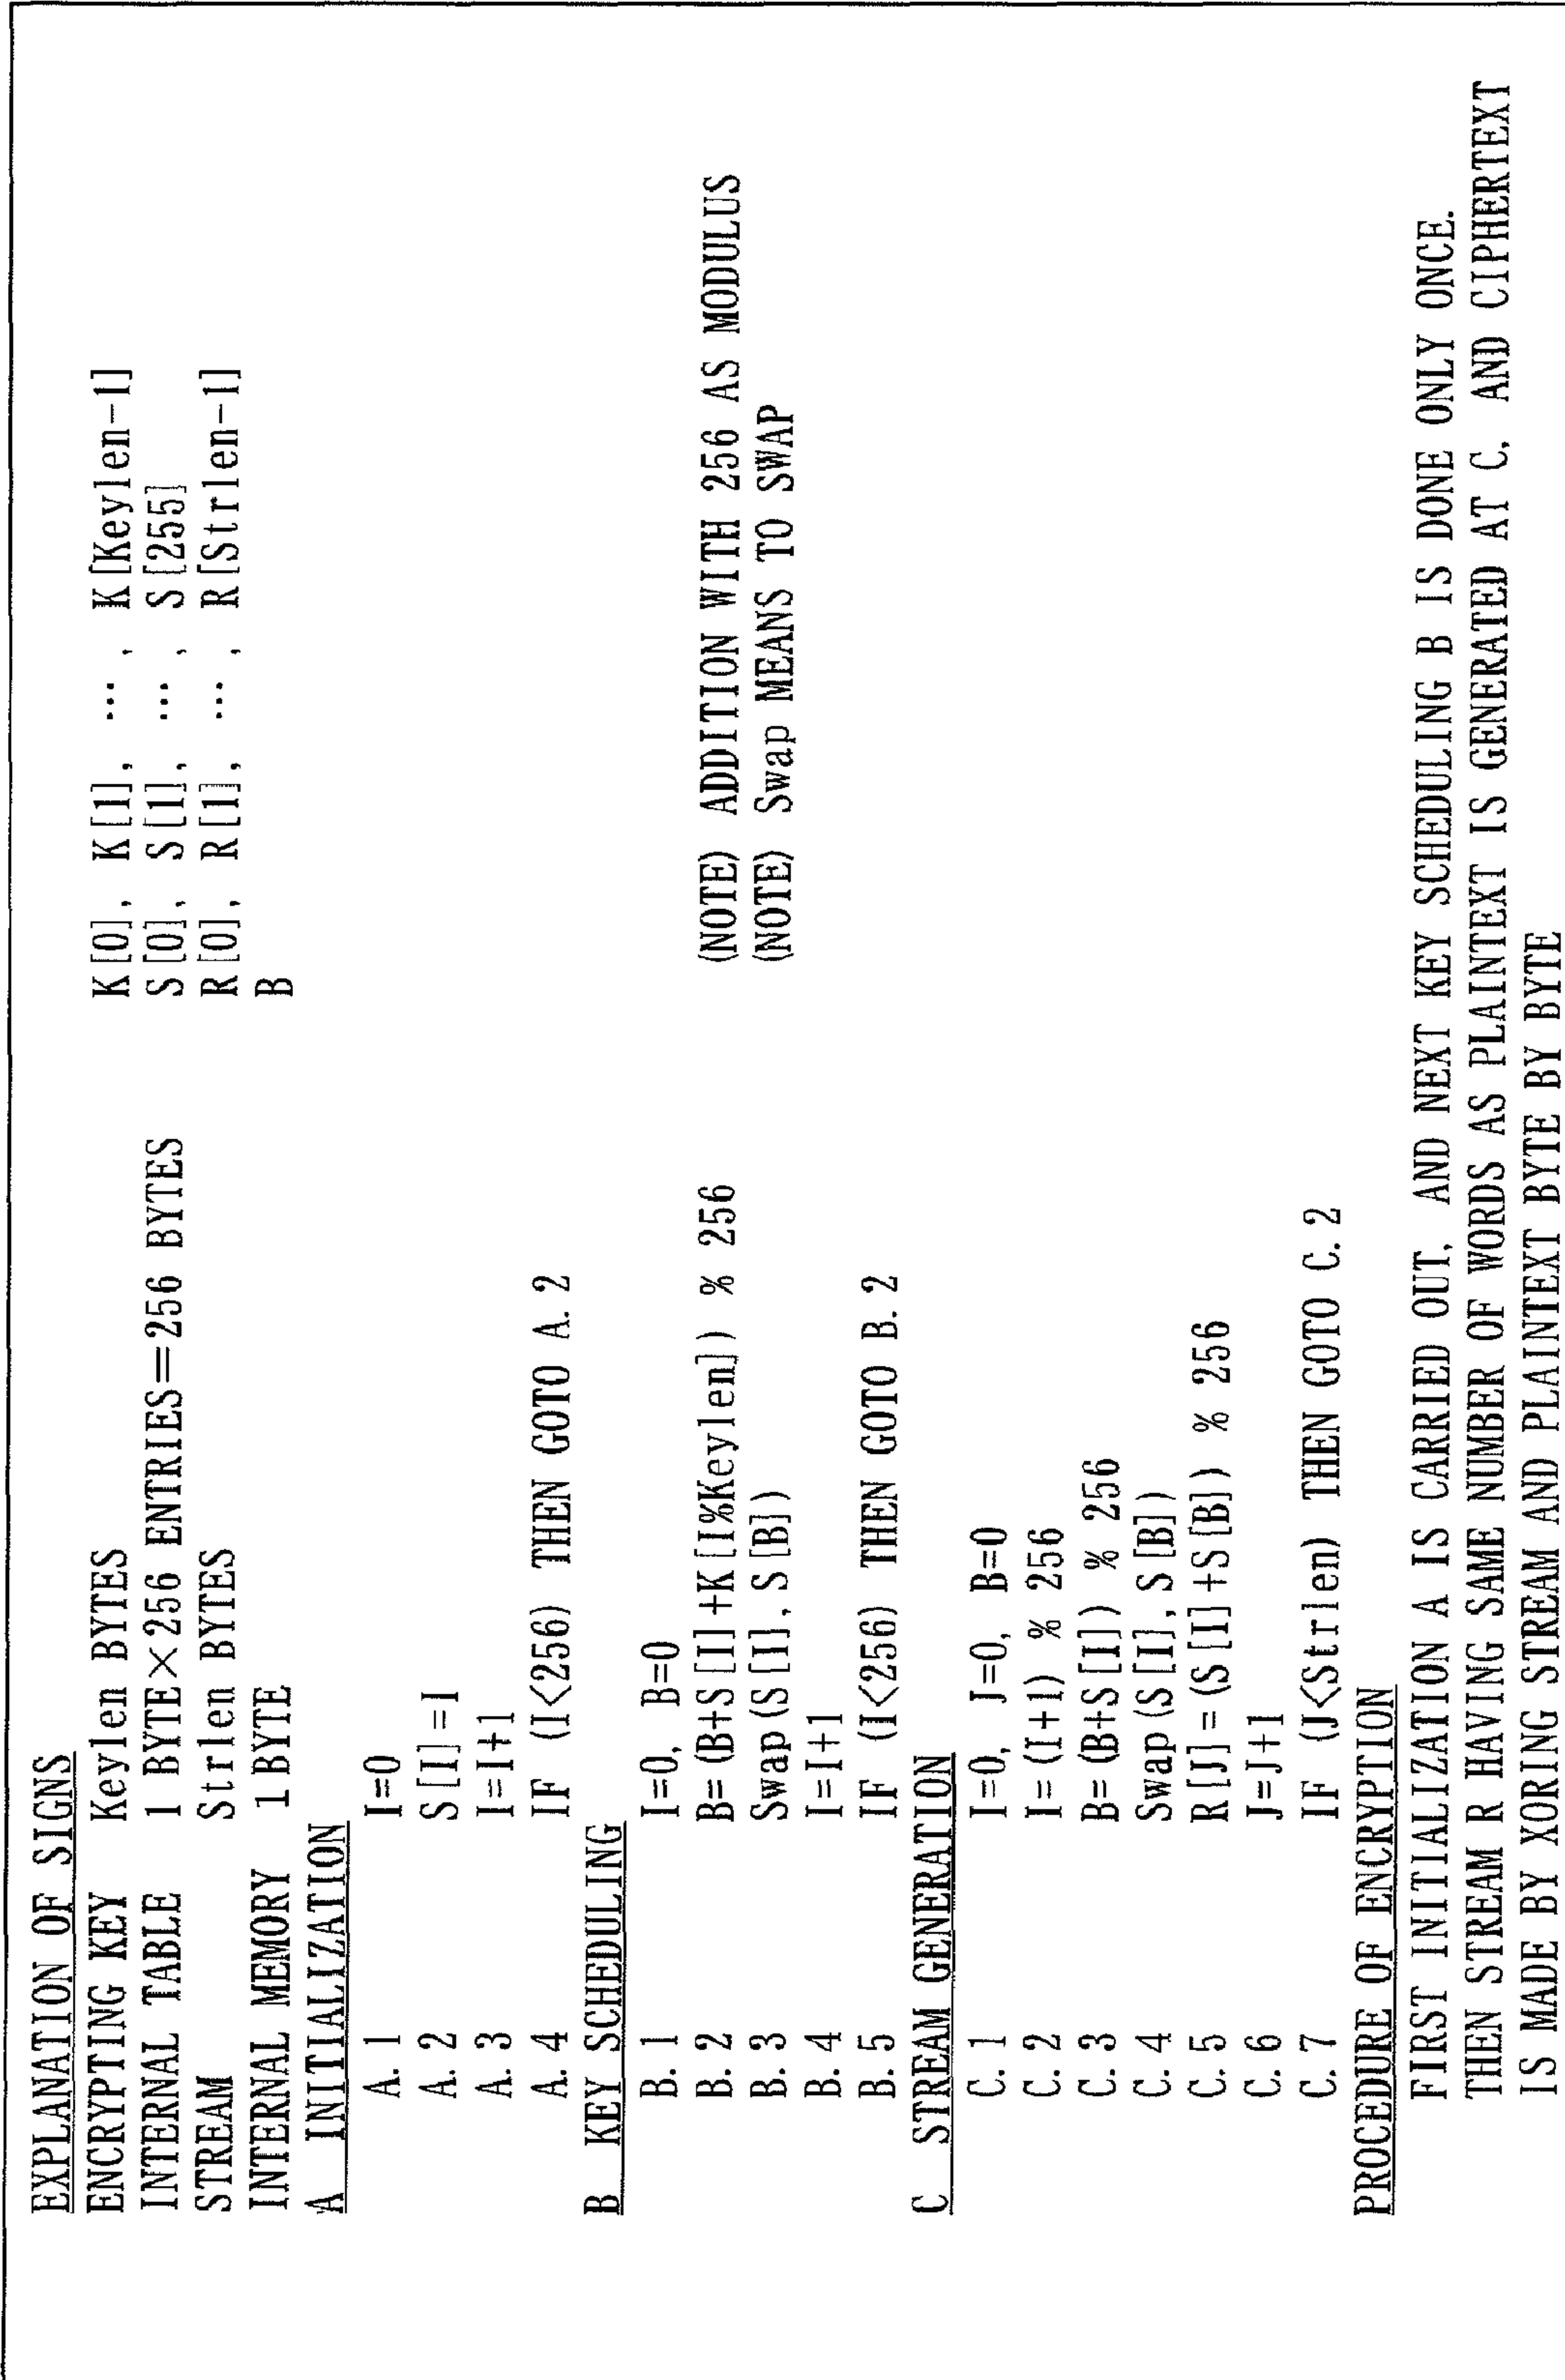 EXPLANATION OF SIGNS
ENCRYPTING KEY Keylen BYTES K[0], K[1], ..., K[Keylen-1]
INTERNAL TABLE 1 BYTE×256 ENTRIES=256 BYTES S[0], S[1], ..., S[255]
STREAM Strlen BYTES R[0], R[1], ..., R[Strlen-1]
INTERNAL MEMORY 1 BYTE B
A INITIALIZATION
A. 1 I=0
A. 2 S[I]=I
A. 3 I=I+1
A. 4 IF (I<256) THEN GOTO A. 2
B KEY SCHEDULING
B. 1 I=0, B=0
B. 2 B=(B+S[I]+K[I%Keylen]) % 256 (NOTE) ADDITION WITH 256 AS MODULUS
B. 3 Swap(S[I], S[B]) (NOTE) Swap MEANS TO SWAP
B. 4 I=I+1
B. 5 IF (I<256) THEN GOTO B. 2
C STREAM GENERATION
C. 1 I=0, J=0, B=0
C. 2 I=(I+1) % 256
C. 3 B=(B+S[I]) % 256
C. 4 Swap(S[I], S[B])
C. 5 R[J]=(S[I]+S[B]) % 256
C. 6 J=J+1
C. 7 IF (J<Strlen) THEN GOTO C. 2
PROCEDURE OF ENCRYPTION
FIRST INITIALIZATION A IS CARRIED OUT, AND NEXT KEY SCHEDULING B IS DONE ONLY ONCE.
THEN STREAM R HAVING SAME NUMBER OF WORDS AS PLAINTEXT IS GENERATED AT C, AND CIPHERTEXT
IS MADE BY XORING STREAM AND PLAINTEXT BYTE BY BYTE